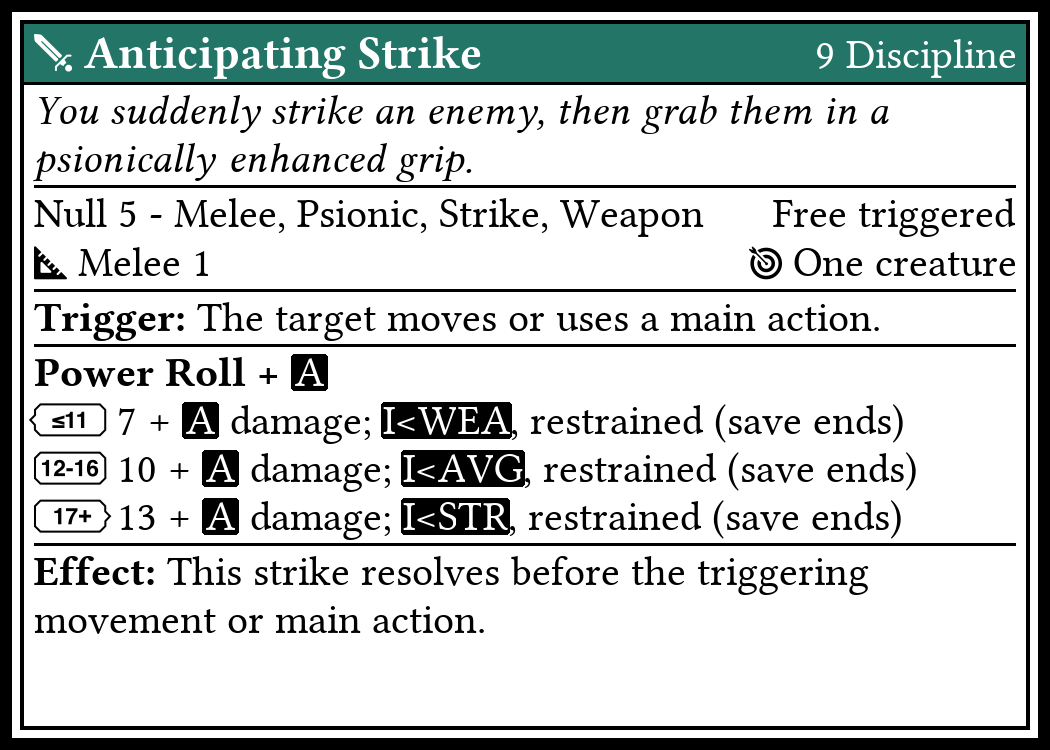 Anticipating Strike 9 Discipline
You suddenly strike an enemy, then grab them in a
psionically enhanced grip.
Null 5 - Melee, Psionic, Strike, Weapon Free triggered
Melee 1 One creature
Trigger: The target moves or uses a main action.
Power Roll + A
≤11 7 + A damage; I<WEA, restrained (save ends)
12-16 10 + A damage; I<AVG, restrained (save ends)
17+ 13 + A damage; I<STR, restrained (save ends)
Effect: This strike resolves before the triggering
movement or main action.